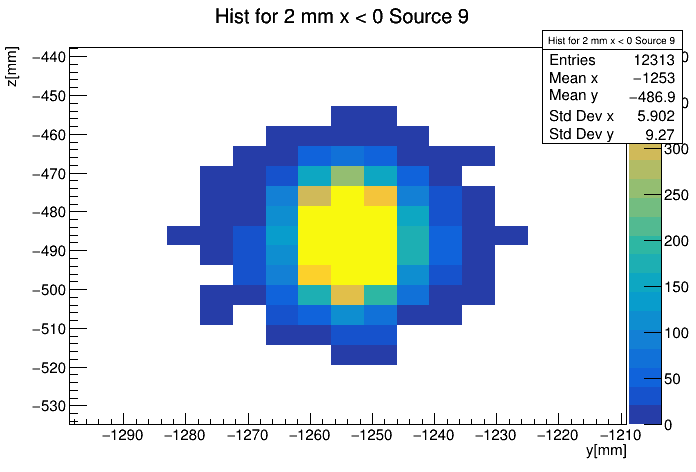 Hist for 2 mm x < 0 Source 9
z[mm]
Hist for 2 mm x < 0 Source 9
Entries 12313
Mean x −1253
Mean y −486.9
Std Dev x 5.902
Std Dev y 9.27
−440
−450
−460
−470
−480
−490
−500
−510
−520
−530
0
0
300
250
200
150
100
50
0
−1290 −1280 −1270 −1260 −1250 −1240 −1230 −1220 −1210
y[mm]